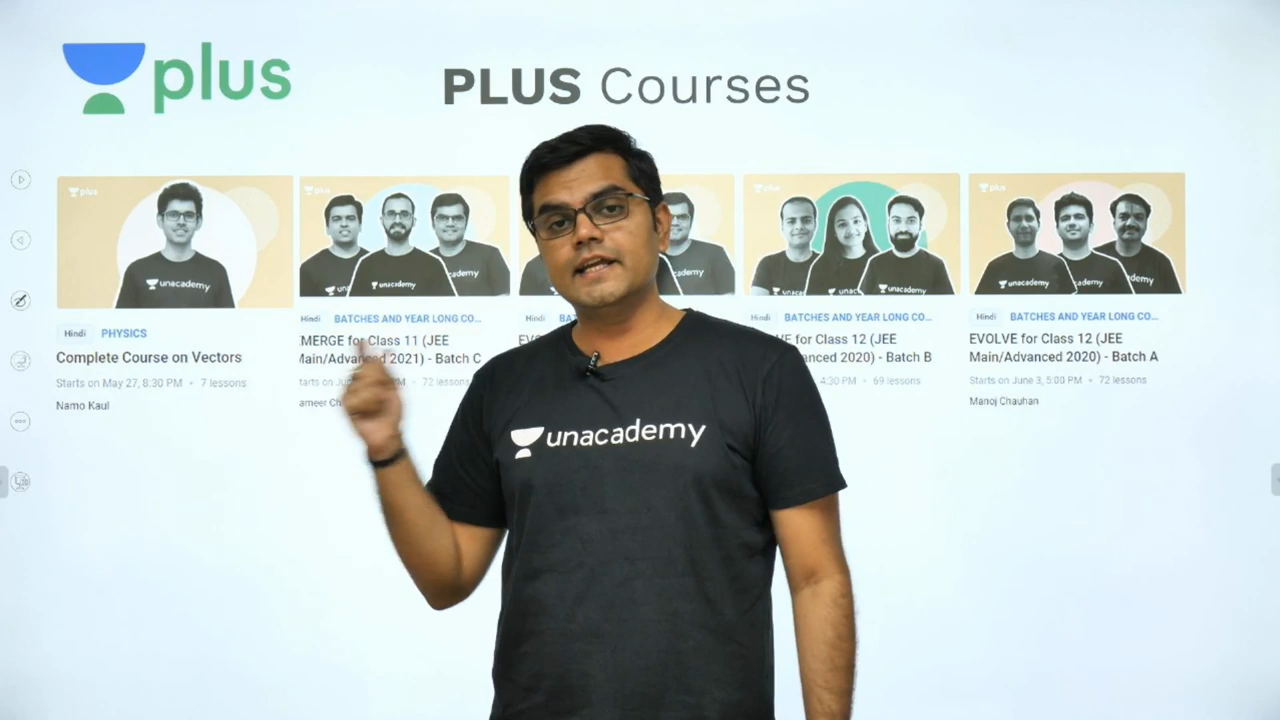 plus
PLUS Courses
plus
plus
plus
plus
unacademy
unacademy
unacademy
Hindi PHYSICS
Complete Course on Vectors
Starts on May 27, 8:30 PM • 7 lessons
Namo Kaul
Hindi BATCHES AND YEAR LONG CO...
MERGE for Class 11 (JEE
Main/Advanced 2021) - Batch C
72 lessons
Hindi
Hindi BATCHES AND YEAR LONG CO...
for Class 12 (JEE
2020) - Batch B
4:30 PM • 69 lessons
Hindi BATCHES AND YEAR LONG CO...
EVOLVE for Class 12 (JEE
Main/Advanced 2020) - Batch A
Starts on June 3, 5:00 PM • 72 lessons
Manoj Chauhan
unacademy